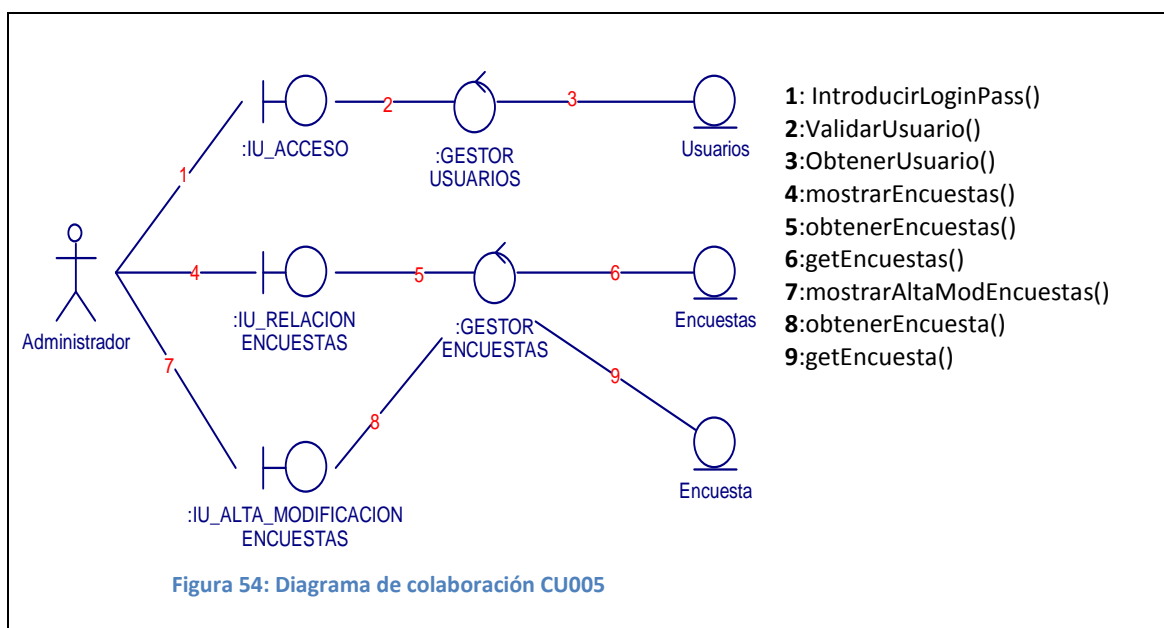 1
2
3
:IU_ACCESO
:GESTOR
USUARIOS
Usuarios
4
5
6
Administrador
:IU_RELACION
ENCUESTAS
:GESTOR
ENCUESTAS
Encuestas
7
8
9
:IU_ALTA_MODIFICACION
ENCUESTAS
Encuesta
1: IntroducirLoginPass()
2:ValidarUsuario()
3:ObtenerUsuario()
4:mostrarEncuestas()
5:obtenerEncuestas()
6:getEncuestas()
7:mostrarAltaModEncuestas()
8:obtenerEncuesta()
9:getEncuesta()
Figura 54: Diagrama de colaboración CU005